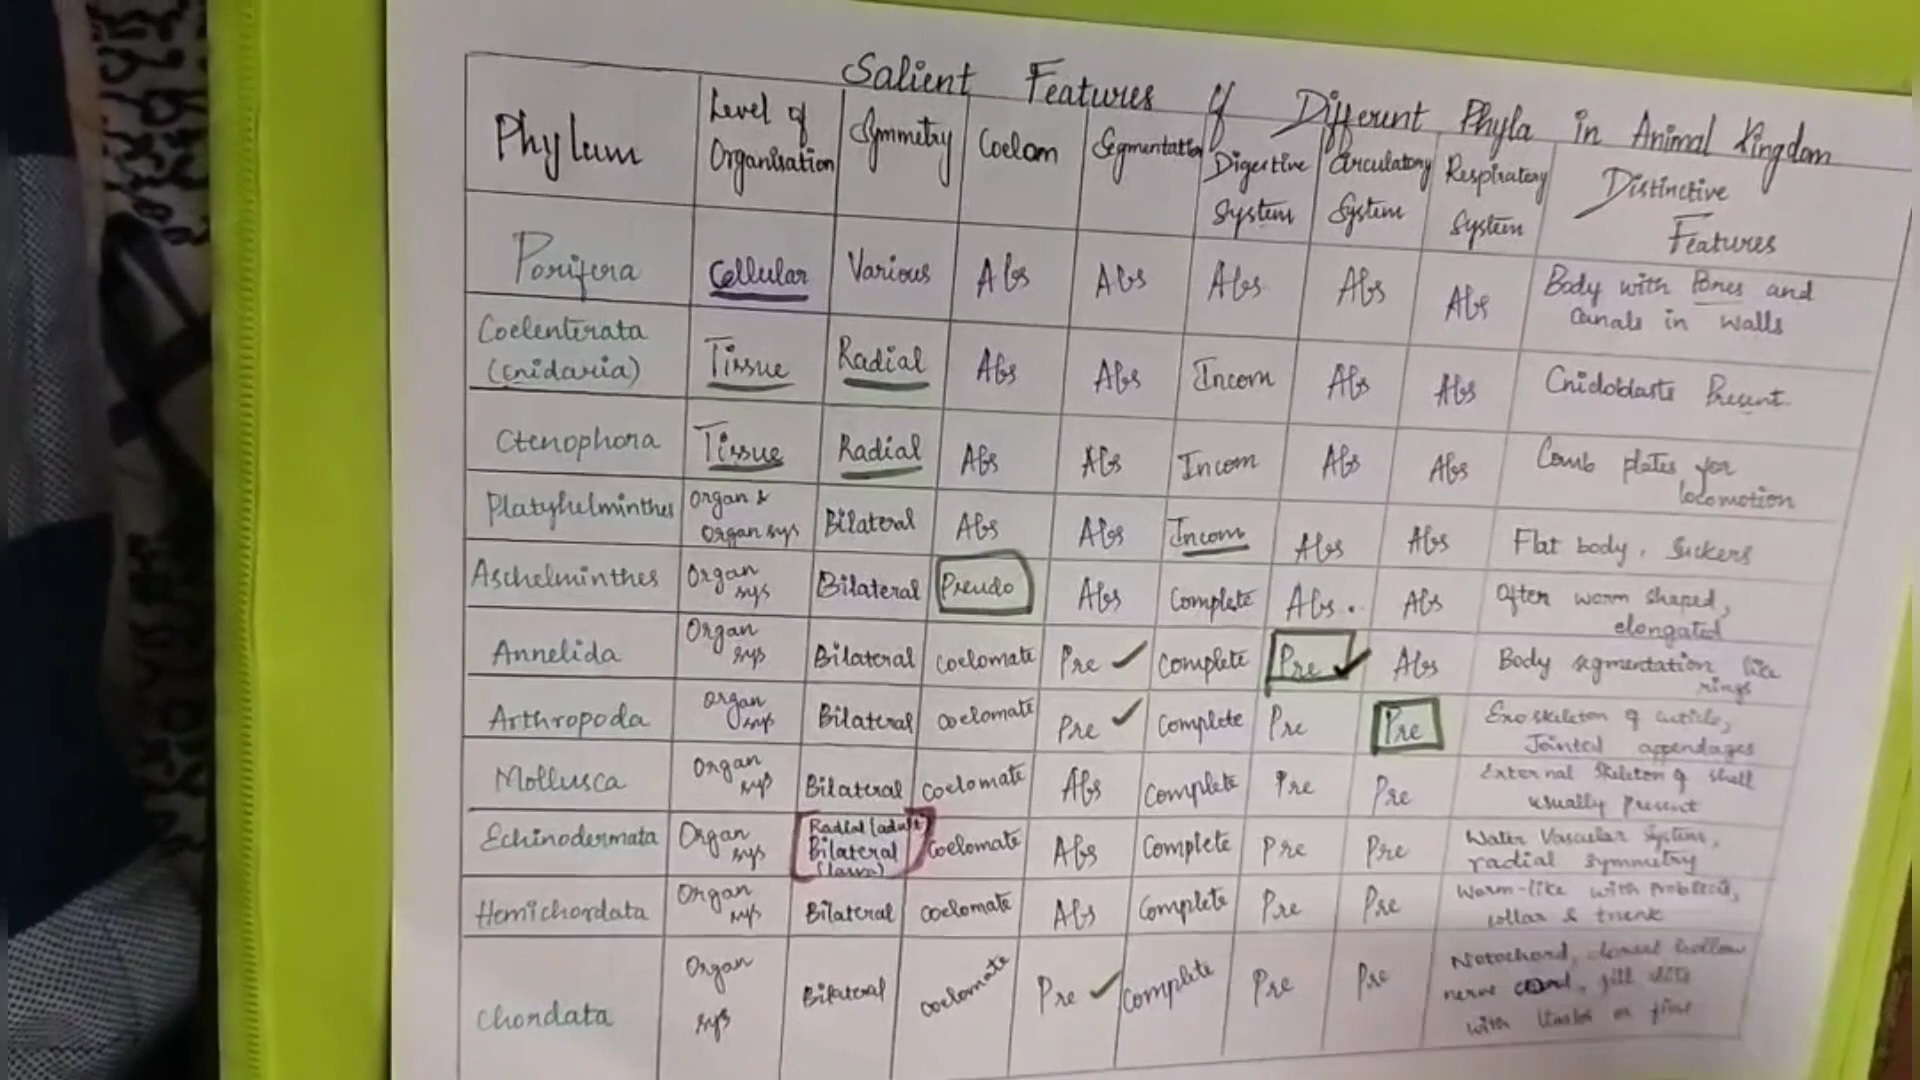 Salient Features of Different Phyla in Animal Kingdom
Phylum | Level of Organisation | Symmetry | Coelom | Segmentation | Digestive System | Circulatory System | Respiratory System | Distinctive Features
Porifera | Cellular | Various | Abs | Abs | Abs | Abs | Abs | Body with Pores and canals in walls
Coelenterata (Cnidaria) | Tissue | Radial | Abs | Abs | Incom | Abs | Abs | Cnidoblasts Present.
Ctenophora | Tissue | Radial | Abs | Abs | Incom | Abs | Abs | Comb plates for locomotion
Platyhelminthes | Organ & Organ sys | Bilateral | Abs | Abs | Incom | Abs | Abs | Flat body, Suckers
Aschelminthes | Organ sys | Bilateral | Pseudo | Abs | Complete | Abs. | Abs | Often worm shaped, elongated
Annelida | Organ sys | Bilateral | Coelomate | Pre ✓ | Complete | Pre ✓ | Abs | Body segmentation like rings
Arthropoda | Organ sys | Bilateral | Coelomate | Pre ✓ | Complete | Pre | Pre | Exoskeleton of cuticle, Jointed appendages
Mollusca | Organ sys | Bilateral | Coelomate | Abs | Complete | Pre | Pre | External Skeleton of shell usually present
Echinodermata | Organ sys | Radial (adult) Bilateral (larva) | Coelomate | Abs | Complete | Pre | Pre | Water Vascular System, radial symmetry
Hemichordata | Organ sys | Bilateral | Coelomate | Abs | Complete | Pre | Pre | Worm-like with collar & trunk
Chordata | Organ sys | Bilateral | Coelomate | Pre ✓ | Complete | Pre | Pre | Notochord, dorsal hollow nerve cord, gill slits with limbs or fins